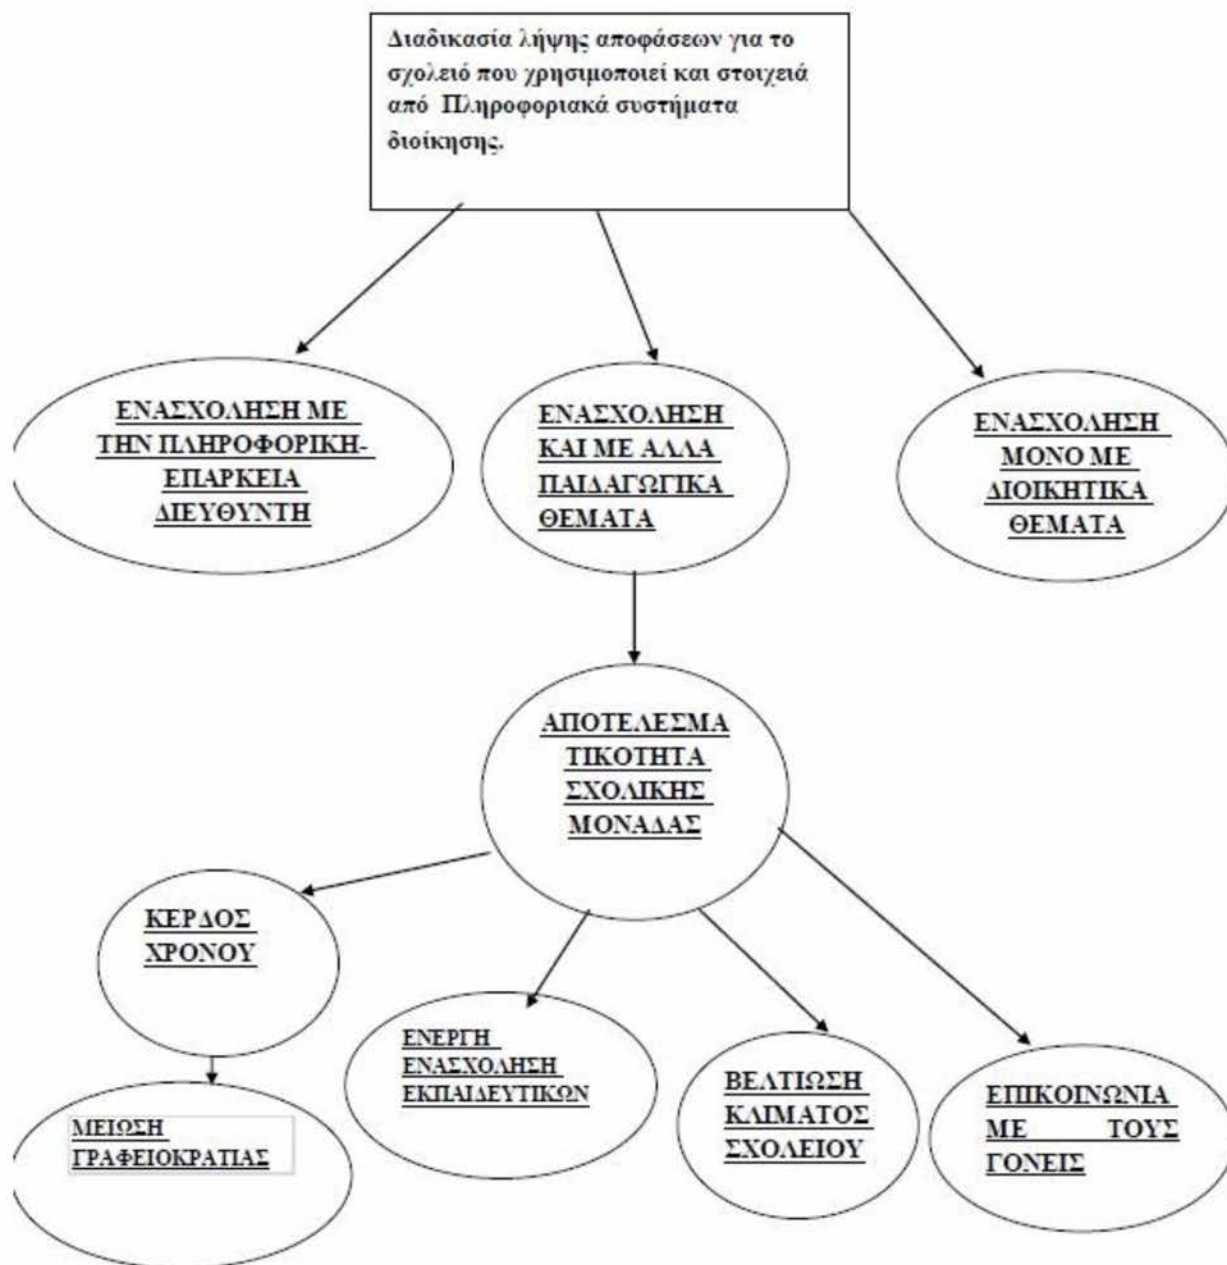 Διαδικασία λήψης αποφάσεων για το
σχολειό που χρησιμοποιεί και στοιχειά
από Πληροφοριακά συστήματα
διοίκησης.
ΕΝΑΣΧΟΛΗΣΗ ΜΕ
ΤΗΝ ΠΛΗΡΟΦΟΡΙΚΗ-
ΕΠΑΡΚΕΙΑ
ΔΙΕΥΘΥΝΤΗ
ΕΝΑΣΧΟΛΗΣΗ
ΚΑΙ ΜΕ ΑΛΛΑ
ΠΑΙΔΑΓΩΓΙΚΑ
ΘΕΜΑΤΑ
ΕΝΑΣΧΟΛΗΣΗ
ΜΟΝΟ ΜΕ
ΔΙΟΙΚΗΤΙΚΑ
ΘΕΜΑΤΑ
ΑΠΟΤΕΛΕΣΜΑ
ΤΙΚΟΤΗΤΑ
ΣΧΟΛΙΚΗΣ
ΜΟΝΑΔΑΣ
ΚΕΡΔΟΣ
ΧΡΟΝΟΥ
ΜΕΙΩΣΗ
ΓΡΑΦΕΙΟΚΡΑΤΙΑΣ
ΕΝΕΡΓΗ
ΕΝΑΣΧΟΛΗΣΗ
ΕΚΠΑΙΔΕΥΤΙΚΩΝ
ΒΕΛΤΙΩΣΗ
ΚΛΙΜΑΤΟΣ
ΣΧΟΛΕΙΟΥ
ΕΠΙΚΟΙΝΩΝΙΑ
ΜΕ ΤΟΥΣ
ΓΟΝΕΙΣ